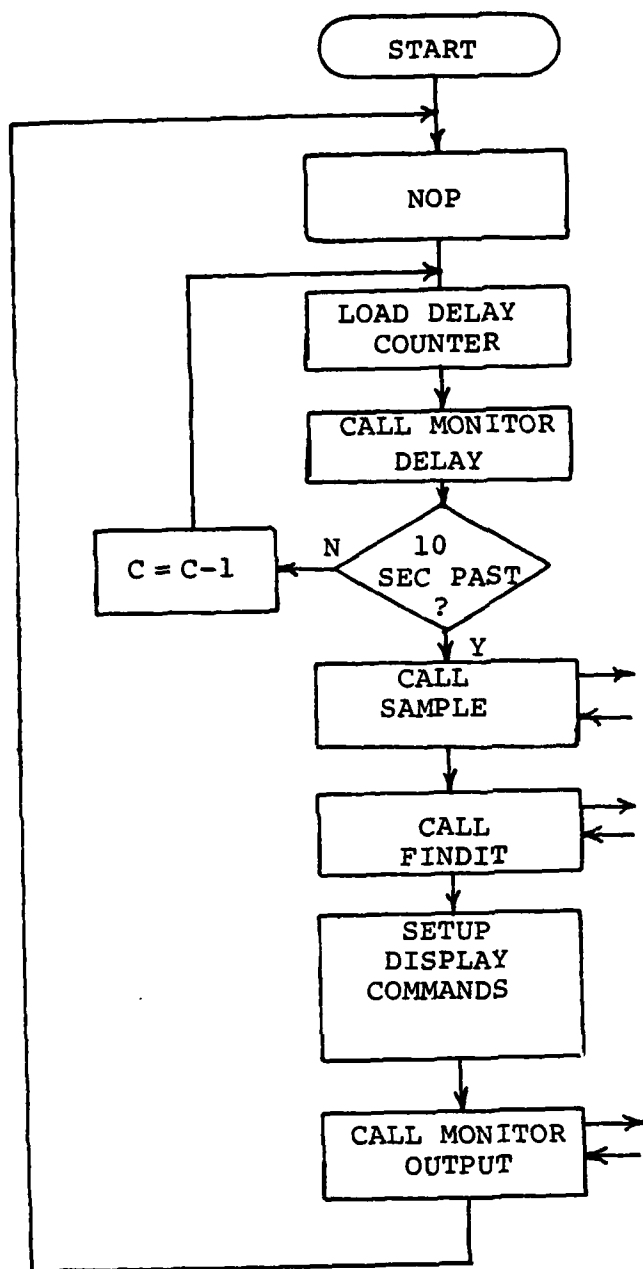 START
NOP
LOAD DELAY
COUNTER
CALL MONITOR
DELAY
10
SEC PAST
?
N
C = C-1
Y
CALL
SAMPLE
CALL
FINDIT
SETUP
DISPLAY
COMMANDS
CALL MONITOR
OUTPUT